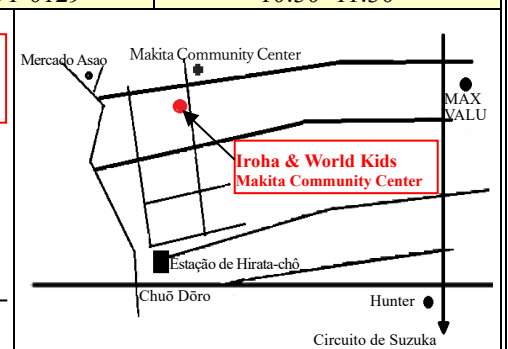 Makita Community Center
Mercado Asao
MAX
VALU
Iroha & World Kids
Makita Community Center
Estação de Hirata-chô
Chuō Dōro
Hunter
Circuito de Suzuka